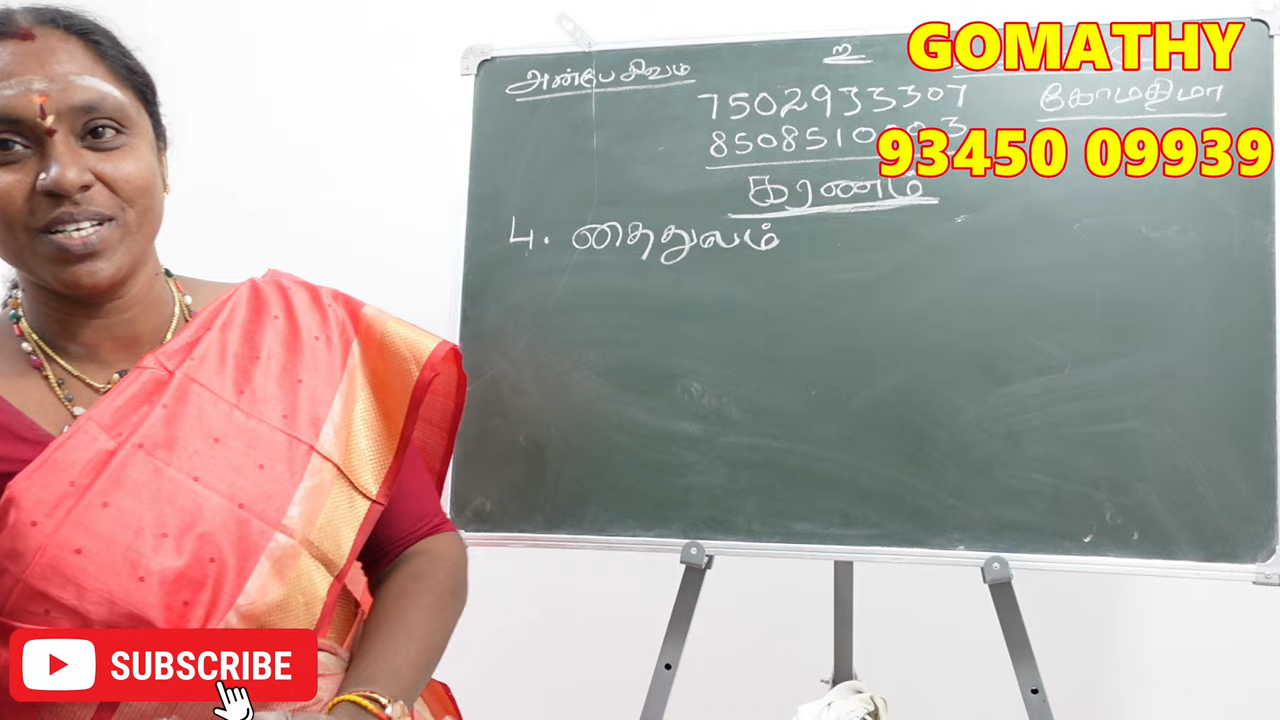 உ
GOMATHY
அன்பே சிவம்
7502933307
கோமதிமா
93450 09939
கரணம்
4. தைதுலம்
SUBSCRIBE